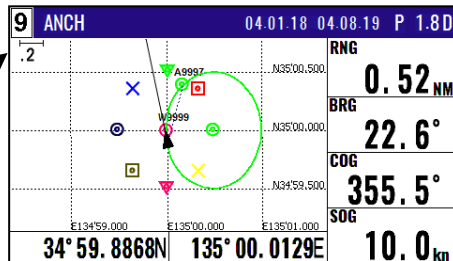 9 ANCH 04.01.18 04.08.19 P 1.8D
.2
A9997
W9999
N35°00.500
N35°00.000
N34°59.500
E134°59.000 E135°00.000 E135°01.000
34°59.8868N 135°00.0129E
RNG
0.52NM
BRG
22.6°
COG
355.5°
SOG
10.0kn